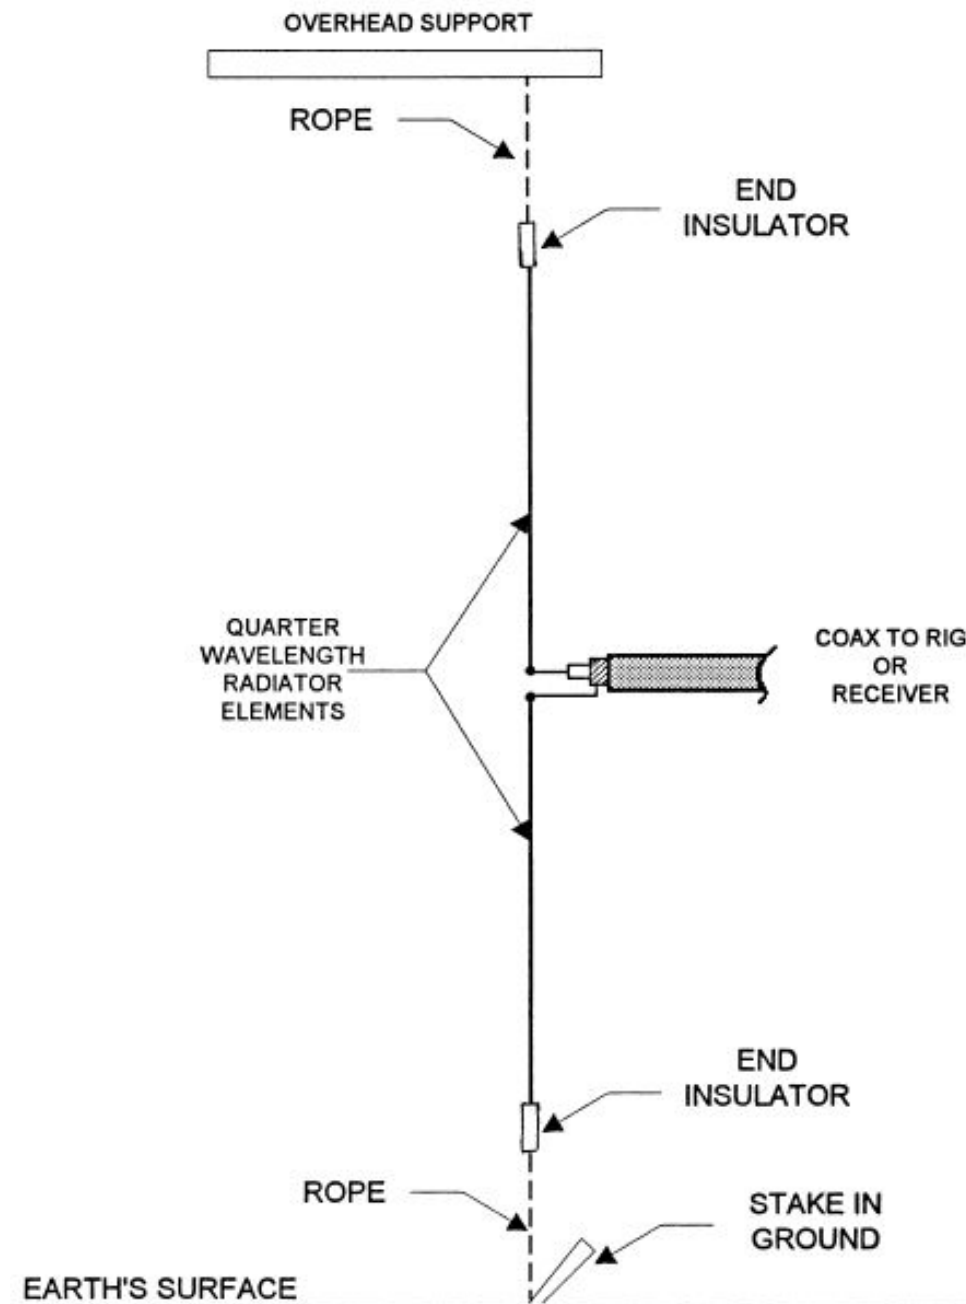 OVERHEAD SUPPORT
ROPE
END
INSULATOR
QUARTER
WAVELENGTH
RADIATOR
ELEMENTS
COAX TO RIG
OR
RECEIVER
END
INSULATOR
ROPE
STAKE IN
GROUND
EARTH'S SURFACE